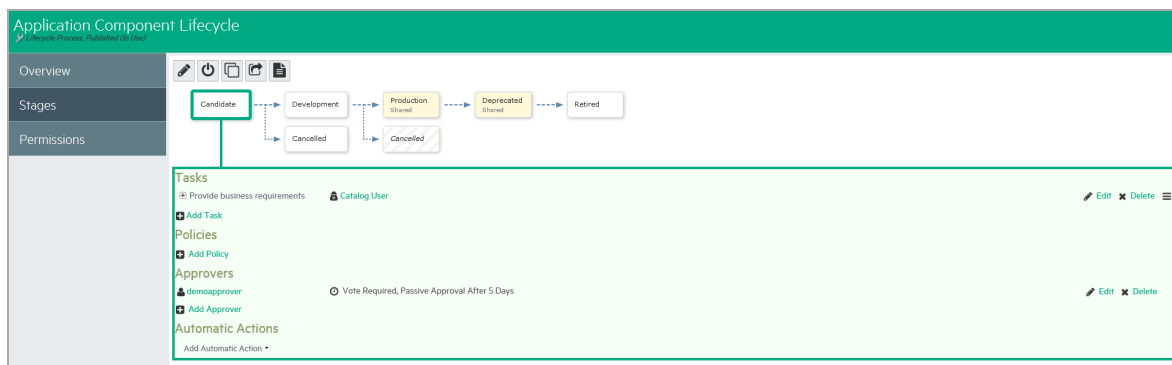 Application Component Lifecycle
Lifecycle Process, Published (In Use)
Overview
Stages
Permissions
Candidate
Development
Production
Shared
Deprecated
Shared
Retired
Cancelled
Cancelled
Tasks
Provide business requirements Catalog User Edit Delete
Add Task
Policies
Add Policy
Approvers
demoapprover Vote Required, Passive Approval After 5 Days Edit Delete
Add Approver
Automatic Actions
Add Automatic Action